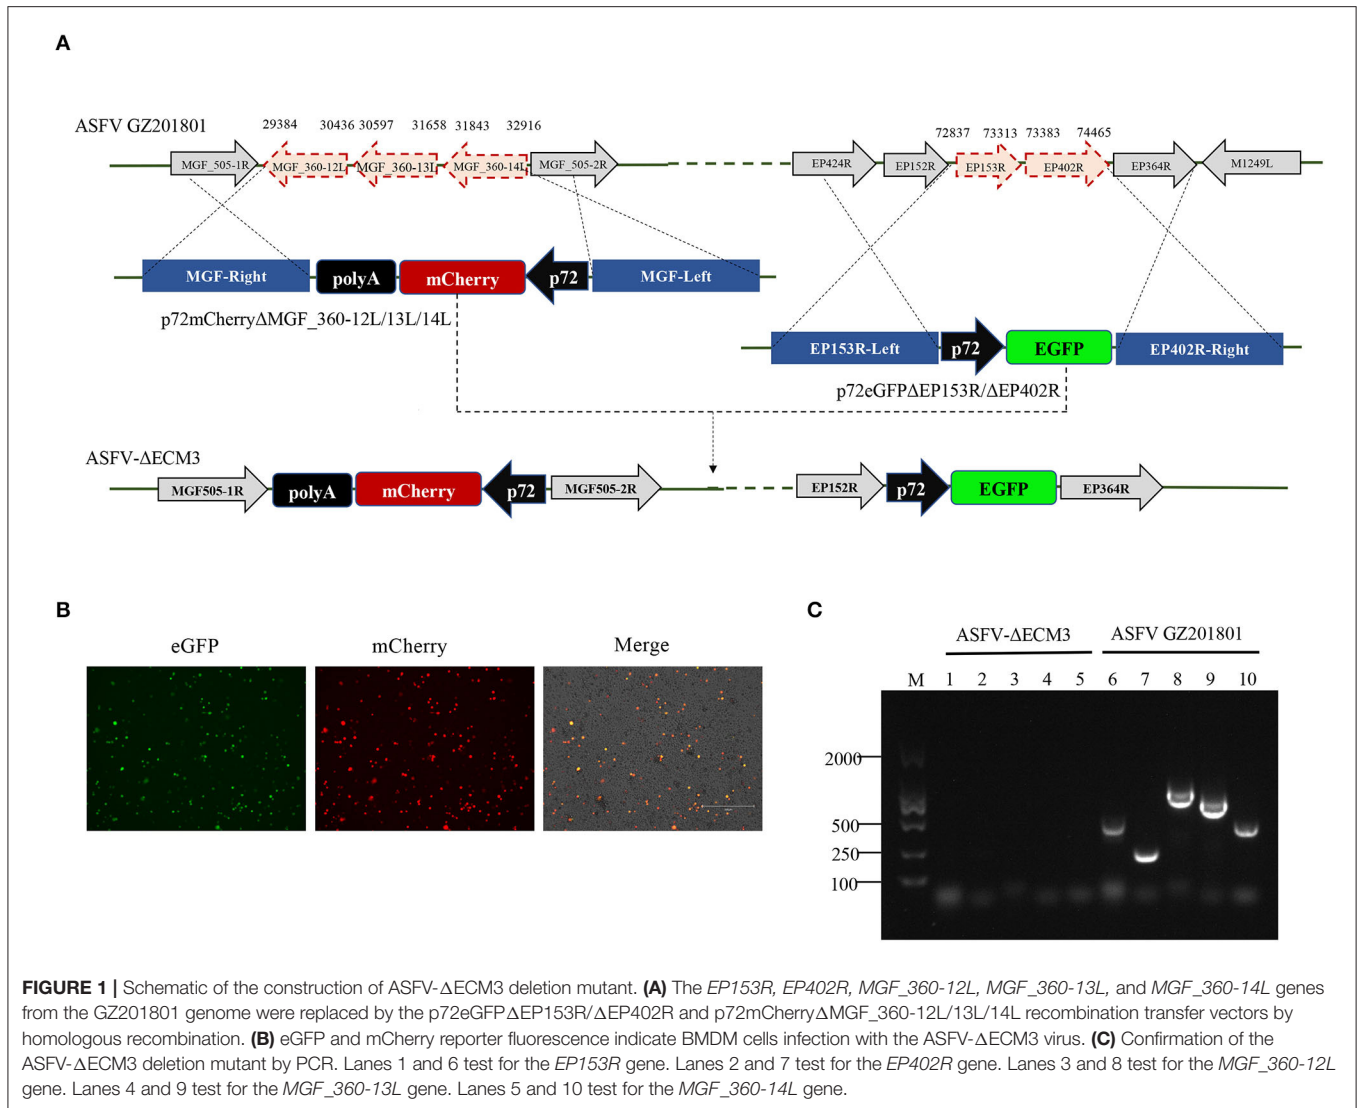 A
ASFV GZ201801
29384 30436 30597 31658 31843 32916
72837 73313 73383 74465
MGF_505-1R MGF_360-12L MGF_360-13L MGF_360-14L MGF_505-2R EP424R EP152R EP153R EP402R EP364R M1249L
MGF-Right polyA mCherry p72 MGF-Left
p72mCherryΔMGF_360-12L/13L/14L
EP153R-Left p72 EGFP EP402R-Right
p72eGFPΔEP153R/ΔEP402R
ASFV-ΔECM3
MGF505-1R polyA mCherry p72 MGF505-2R EP152R p72 EGFP EP364R
B
eGFP mCherry Merge
C
ASFV-ΔECM3 ASFV GZ201801
M 1 2 3 4 5 6 7 8 9 10
2000
500
250
100
FIGURE 1 | Schematic of the construction of ASFV-ΔECM3 deletion mutant. (A) The EP153R, EP402R, MGF_360-12L, MGF_360-13L, and MGF_360-14L genes
from the GZ201801 genome were replaced by the p72eGFPΔEP153R/ΔEP402R and p72mCherryΔMGF_360-12L/13L/14L recombination transfer vectors by
homologous recombination. (B) eGFP and mCherry reporter fluorescence indicate BMDM cells infection with the ASFV-ΔECM3 virus. (C) Confirmation of the
ASFV-ΔECM3 deletion mutant by PCR. Lanes 1 and 6 test for the EP153R gene. Lanes 2 and 7 test for the EP402R gene. Lanes 3 and 8 test for the MGF_360-12L
gene. Lanes 4 and 9 test for the MGF_360-13L gene. Lanes 5 and 10 test for the MGF_360-14L gene.